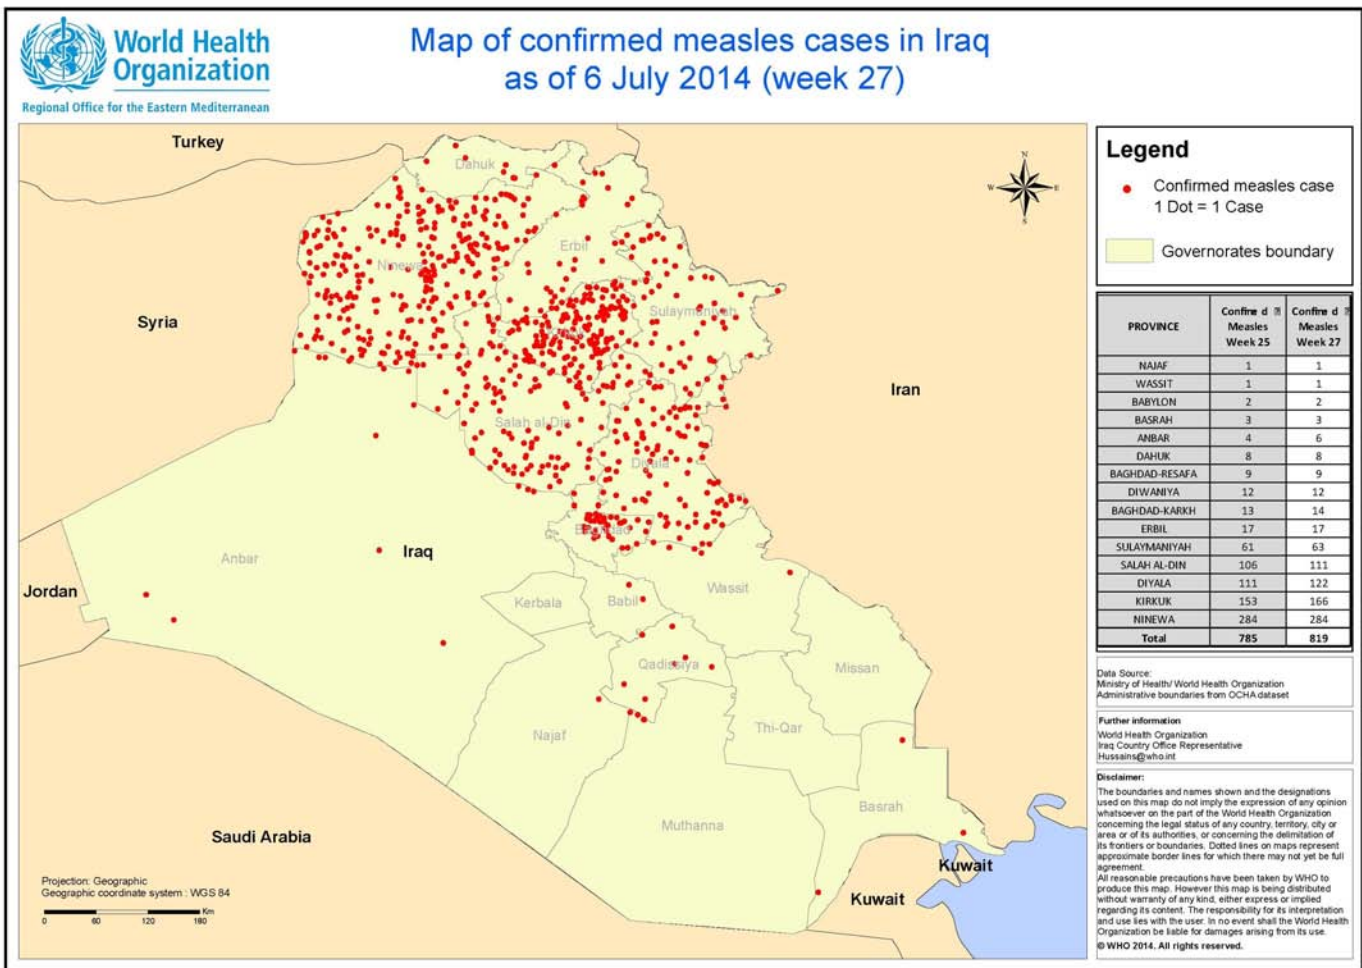 World Health
Organization
Regional Office for the Eastern Mediterranean
Map of confirmed measles cases in Iraq
as of 6 July 2014 (week 27)
Turkey
Dahuk
Erbil
Ninewa
Sulaymaniyah
Syria
Iran
Salah al-Din
Diyala
Baghdad
Anbar
Iraq
Jordan
Kerbala
Babil
Wassit
Qadissiya
Missan
Najaf
Thi-Qar
Basrah
Muthanna
Saudi Arabia
Kuwait
Kuwait
Projection: Geographic
Geographic coordinate system : WGS 84
Km
0 60 120 180
N
W E
S
Legend
Confirmed measles case
1 Dot = 1 Case
Governorates boundary
PROVINCE Confirme d Measles Week 25 Confirme d Measles Week 27
NAJAF 1 1
WASSIT 1 1
BABYLON 2 2
BASRAH 3 3
ANBAR 4 6
DAHUK 8 8
BAGHDAD-RESAFA 9 9
DIWANIYA 12 12
BAGHDAD-KARKH 13 14
ERBIL 17 17
SULAYMANIYAH 61 63
SALAH AL-DIN 106 111
DIYALA 111 122
KIRKUK 153 166
NINEWA 284 284
Total 785 819
Data Source:
Ministry of Health/ World Health Organization
Administrative boundaries from OCHA dataset
Further information
World Health Organization
Iraq Country Office Representative
Hussains@who.int
Disclaimer:
The boundaries and names shown and the designations
used on this map do not imply the expression of any opinion
whatsoever on the part of the World Health Organization
concerning the legal status of any country, territory, city or
area or of its authorities, or concerning the delimitation of
its frontiers or boundaries. Dotted lines on maps represent
approximate border lines for which there may not yet be full
agreement.
All reasonable precautions have been taken by WHO to
produce this map. However this map is being distributed
without warranty of any kind, either express or implied
regarding its content. The responsibility for its interpretation
and use lies with the user. In no event shall the World Health
Organization be liable for damages arising from its use.
© WHO 2014. All rights reserved.